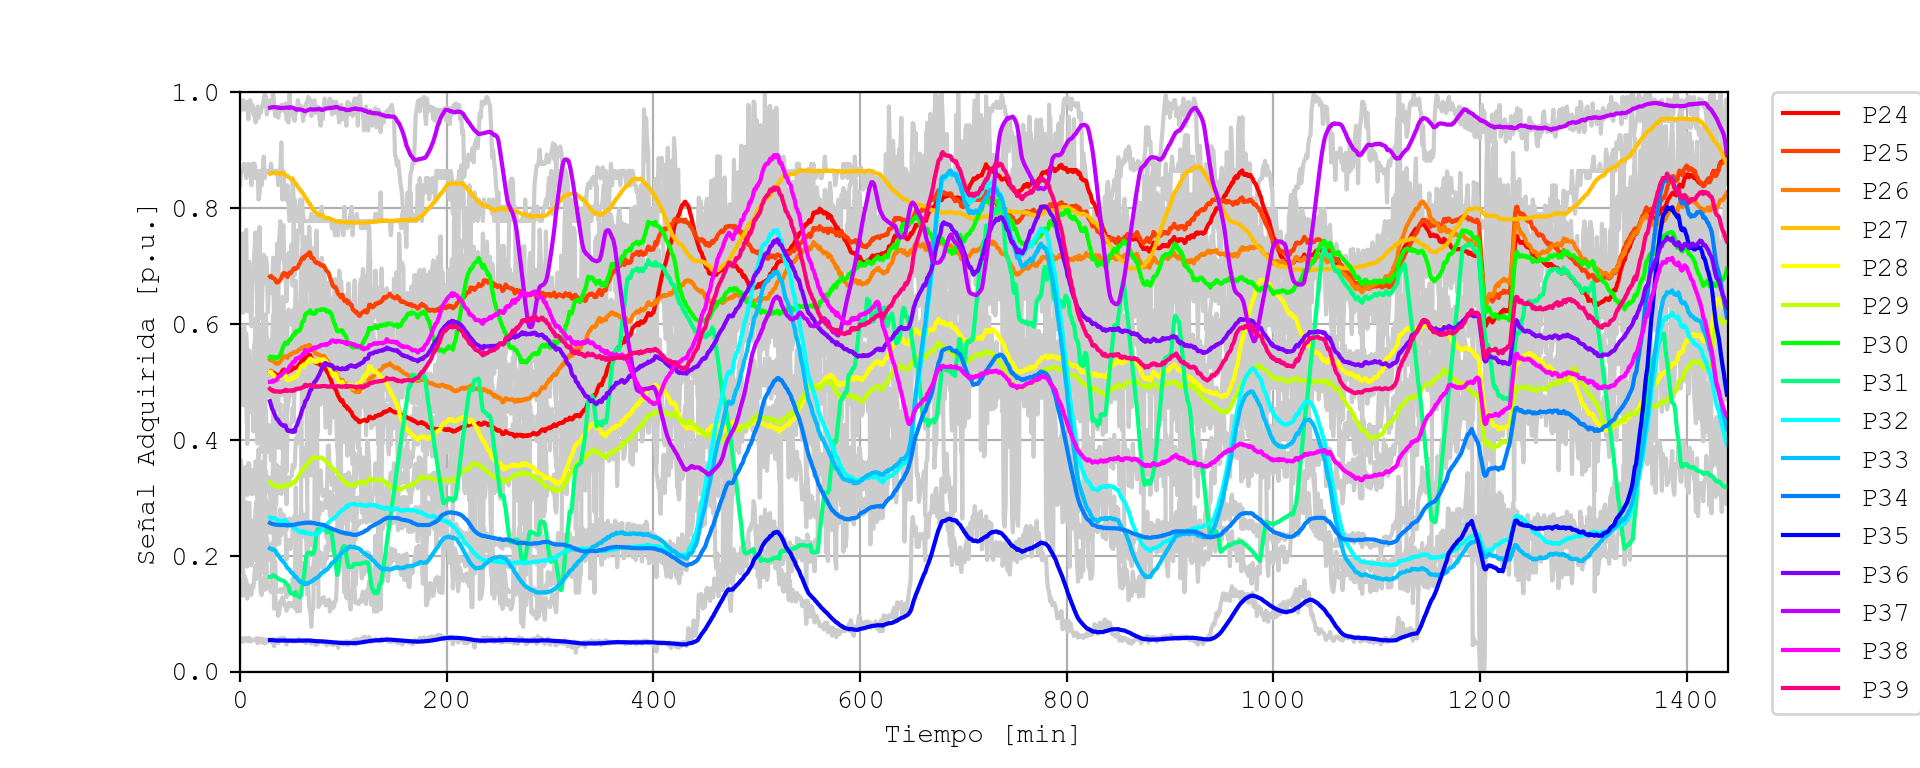 Señal Adquirida [p.u.]
1.0
0.8
0.6
0.4
0.2
0.0
0 200 400 600 800 1000 1200 1400
Tiempo [min]
P24
P25
P26
P27
P28
P29
P30
P31
P32
P33
P34
P35
P36
P37
P38
P39